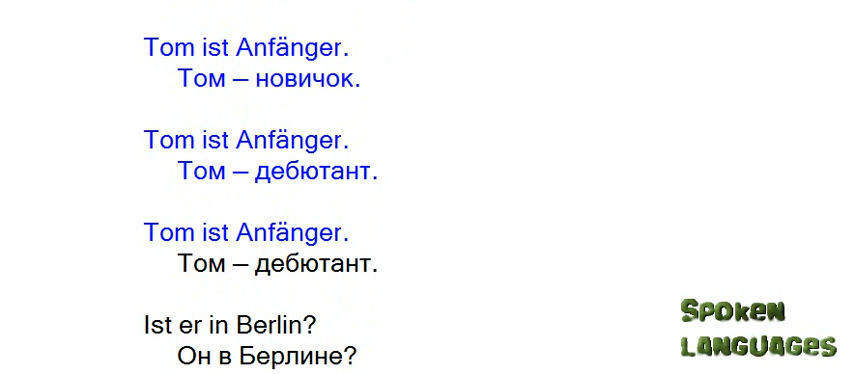 Tom ist Anfänger.
Том – новичок.
Tom ist Anfänger.
Том – дебютант.
Tom ist Anfänger.
Том – дебютант.
Ist er in Berlin?
Он в Берлине?
Spoken
Languages